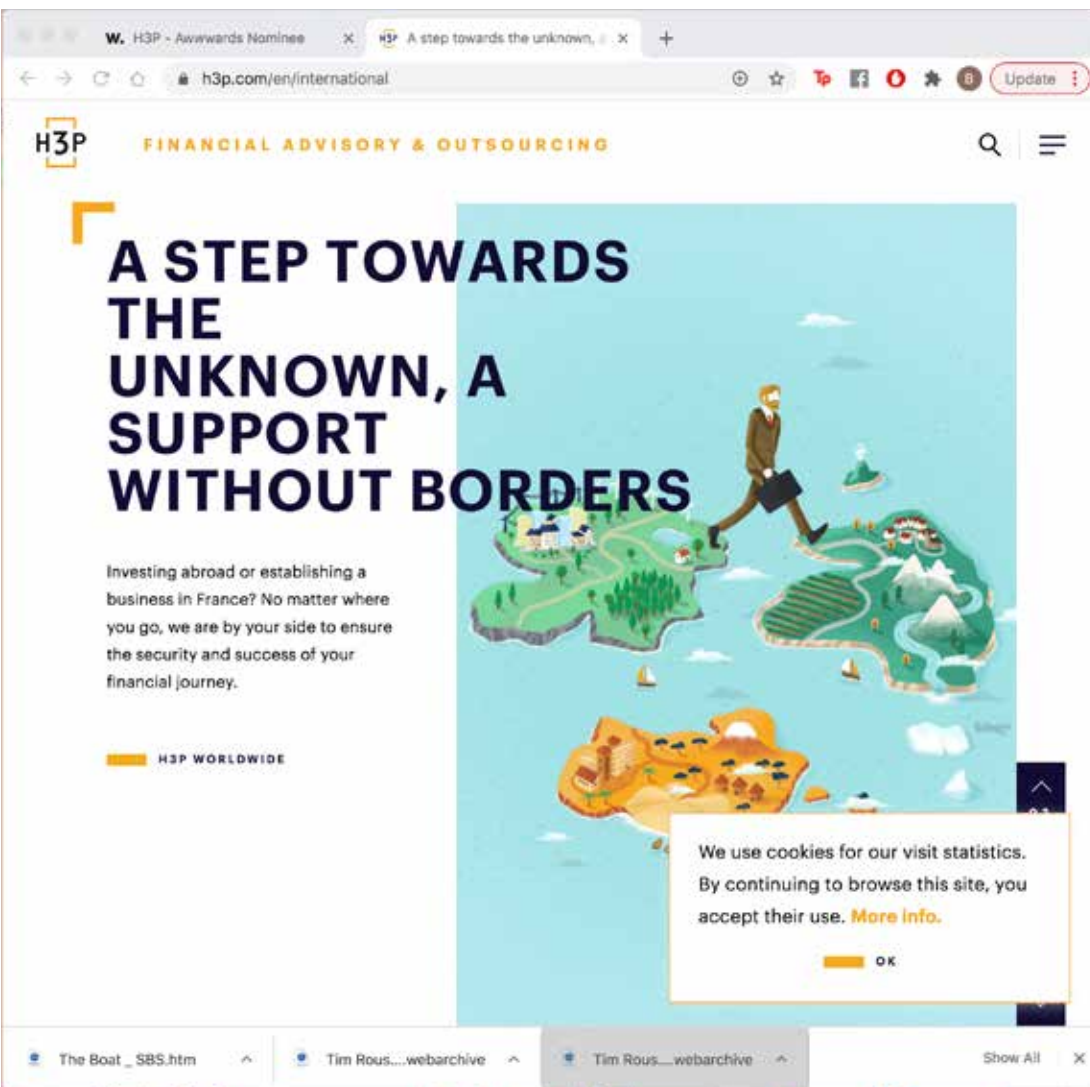 W. H3P - Awwwards Nominee
H3P A step towards the unknown,
h3p.com/en/international
Tp
B
Update
H3P
FINANCIAL ADVISORY & OUTSOURCING
A STEP TOWARDS
THE
UNKNOWN, A
SUPPORT
WITHOUT BORDERS
Investing abroad or establishing a
business in France? No matter where
you go, we are by your side to ensure
the security and success of your
financial journey.
H3P WORLDWIDE
We use cookies for our visit statistics.
By continuing to browse this site, you
accept their use. More info.
OK
The Boat _ SBS.htm
Tim Rous....webarchive
Tim Rous....webarchive
Show All